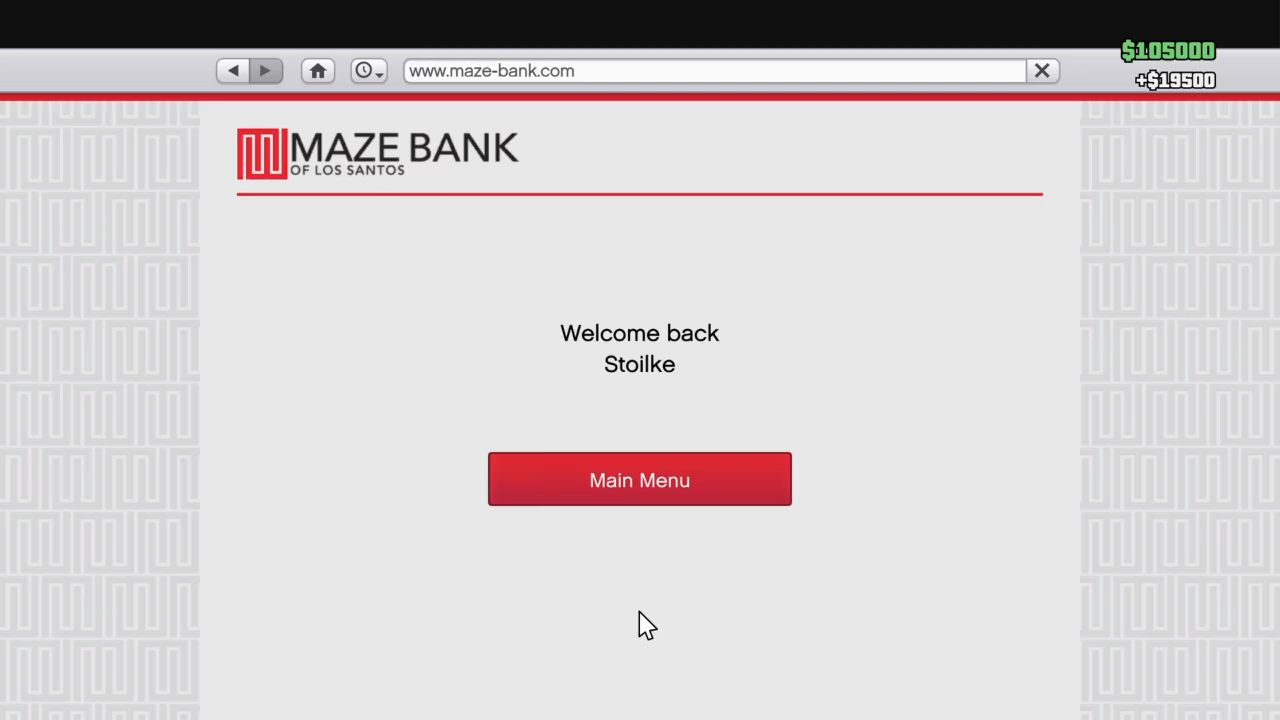 $105000
www.maze-bank.com
+$19500
MAZE BANK
OF LOS SANTOS
Welcome back
Stoilke
Main Menu